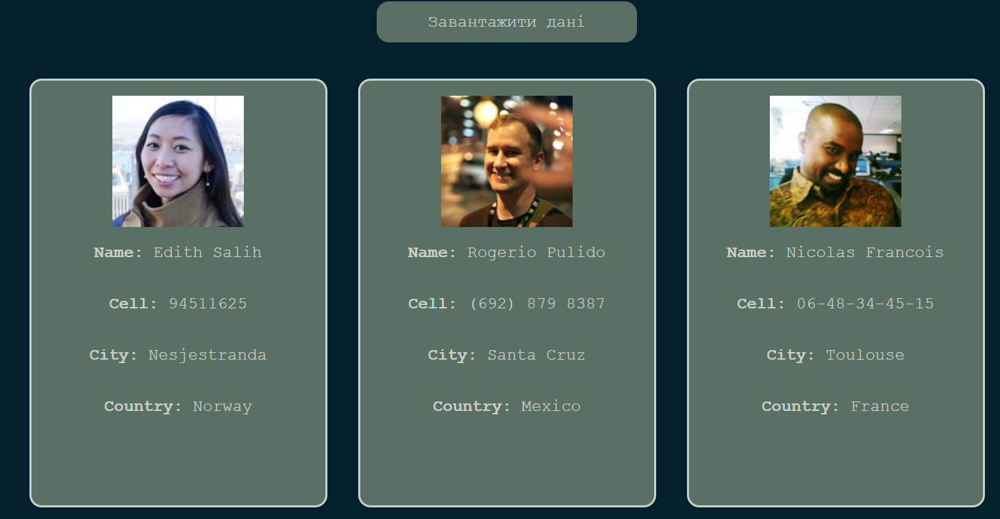 Завантажити дані
Name: Edith Salih
Cell: 94511625
City: Nesjestranda
Country: Norway
Name: Rogerio Pulido
Cell: (692) 879 8387
City: Santa Cruz
Country: Mexico
Name: Nicolas Francois
Cell: 06-48-34-45-15
City: Toulouse
Country: France